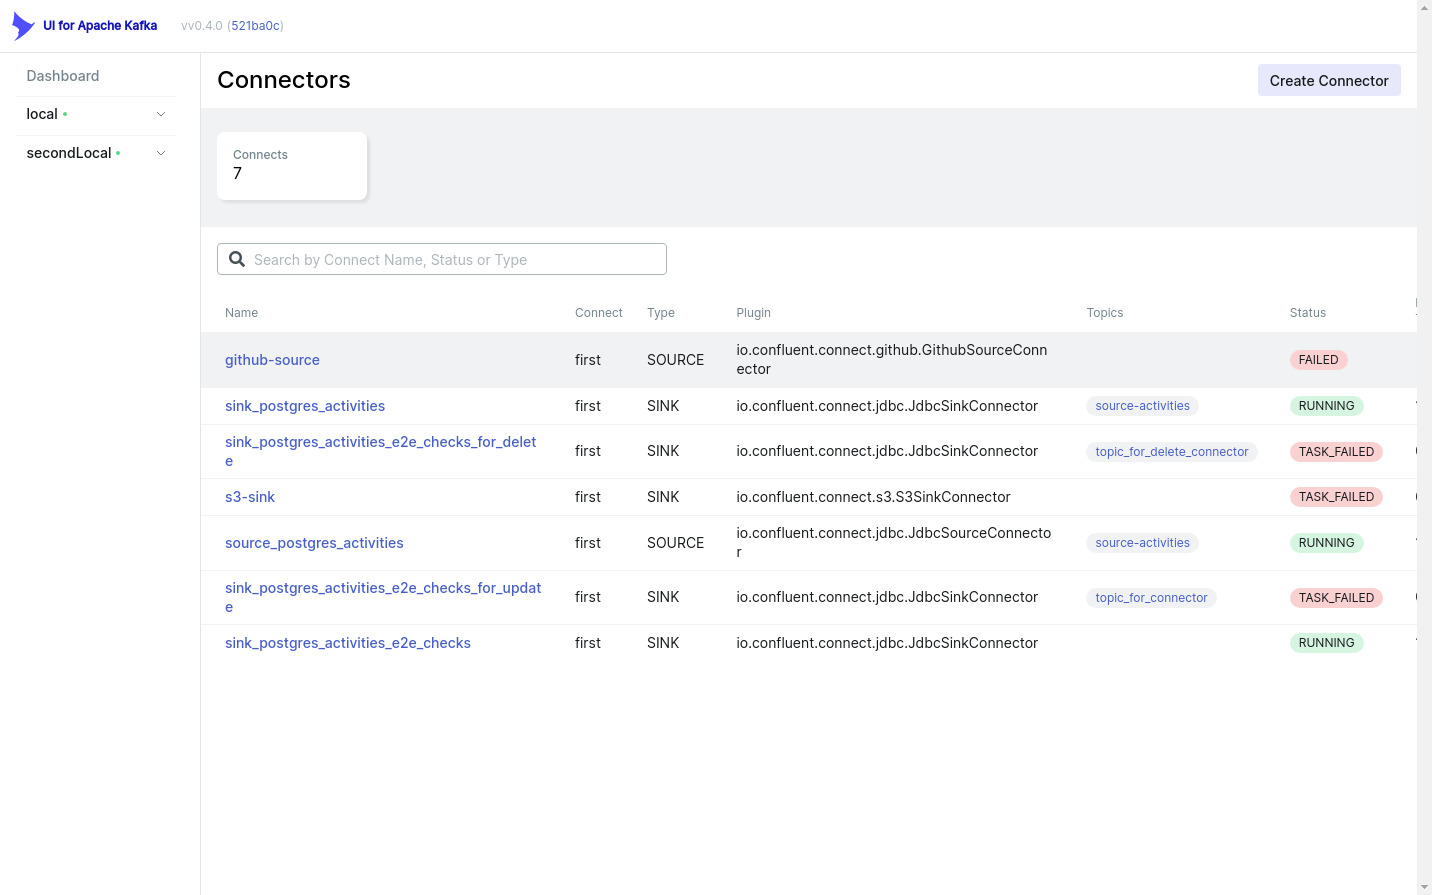 UI for Apache Kafka vv0.4.0 (521ba0c)
Dashboard
local
secondLocal
Connectors
Create Connector
Connects
7
Search by Connect Name, Status or Type
Name Connect Type Plugin Topics Status
github-source first SOURCE io.confluent.connect.github.GithubSourceConn
ector FAILED
sink_postgres_activities first SINK io.confluent.connect.jdbc.JdbcSinkConnector source-activities RUNNING
sink_postgres_activities_e2e_checks_for_delet
e first SINK io.confluent.connect.jdbc.JdbcSinkConnector topic_for_delete_connector TASK_FAILED
s3-sink first SINK io.confluent.connect.s3.S3SinkConnector TASK_FAILED
source_postgres_activities first SOURCE io.confluent.connect.jdbc.JdbcSourceConnecto
r source-activities RUNNING
sink_postgres_activities_e2e_checks_for_updat
e first SINK io.confluent.connect.jdbc.JdbcSinkConnector topic_for_connector TASK_FAILED
sink_postgres_activities_e2e_checks first SINK io.confluent.connect.jdbc.JdbcSinkConnector RUNNING